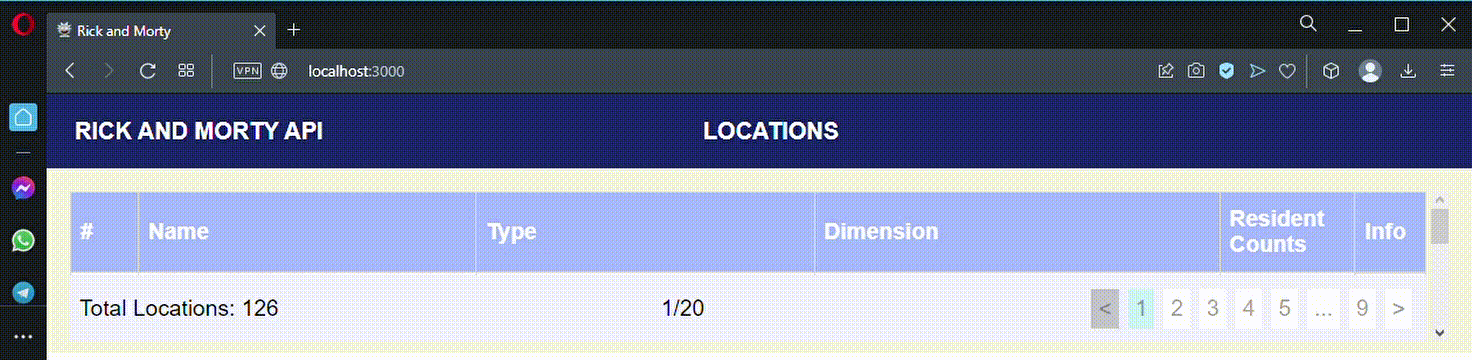 Rick and Morty
VPN localhost:3000
RICK AND MORTY API LOCATIONS
# Name Type Dimension Resident Counts Info
Total Locations: 126 1/20 < 1 2 3 4 5 ... 9 >